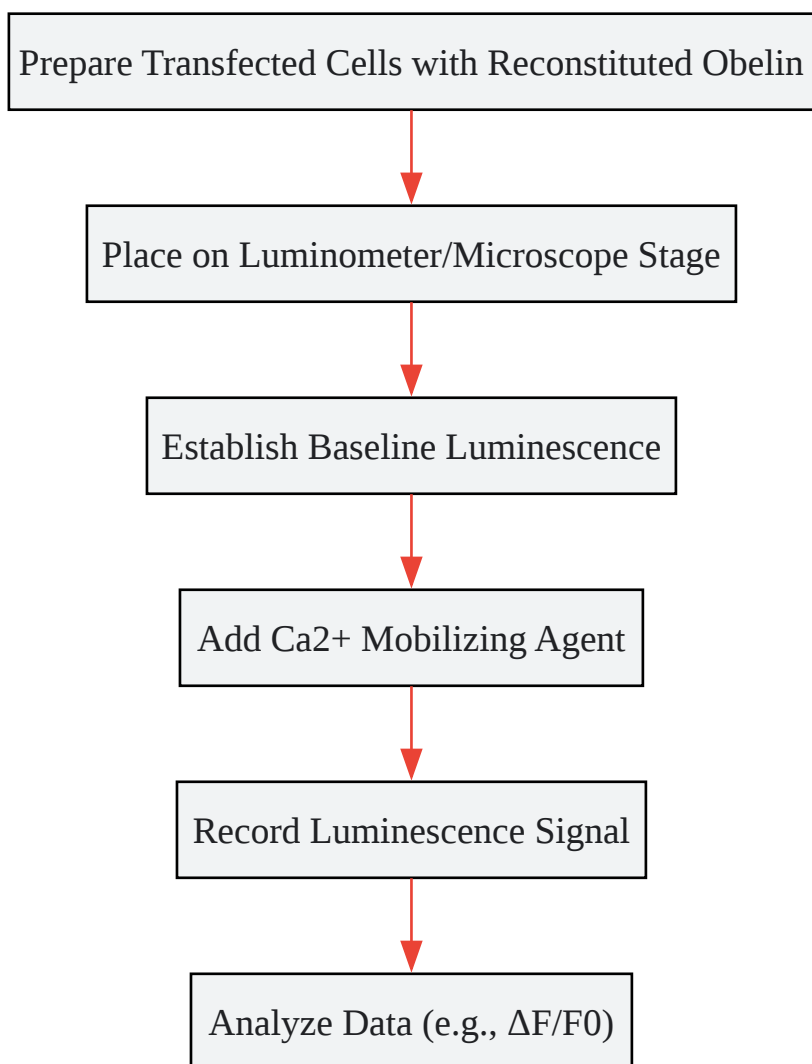 Prepare Transfected Cells with Reconstituted Obelin
Place on Luminometer/Microscope Stage
Establish Baseline Luminescence
Add Ca2+ Mobilizing Agent
Record Luminescence Signal
Analyze Data (e.g., ΔF/F0)